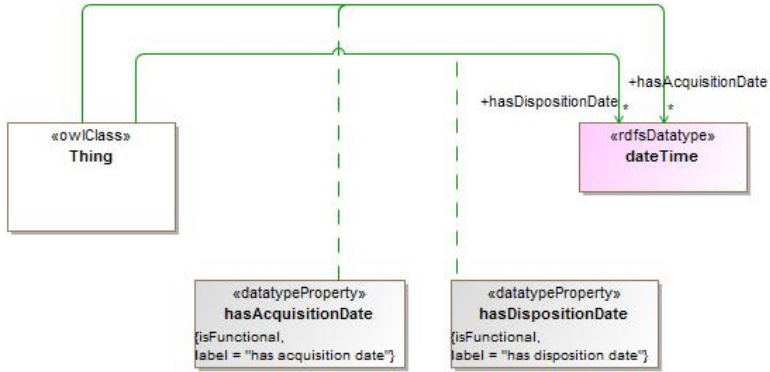 +hasAcquisitionDate
+hasDispositionDate
*
*
«owlClass»
Thing
«rdfsDatatype»
dateTime
«datatypeProperty»
hasAcquisitionDate
{isFunctional,
label = "has acquisition date"}
«datatypeProperty»
hasDispositionDate
{isFunctional,
label = "has disposition date"}